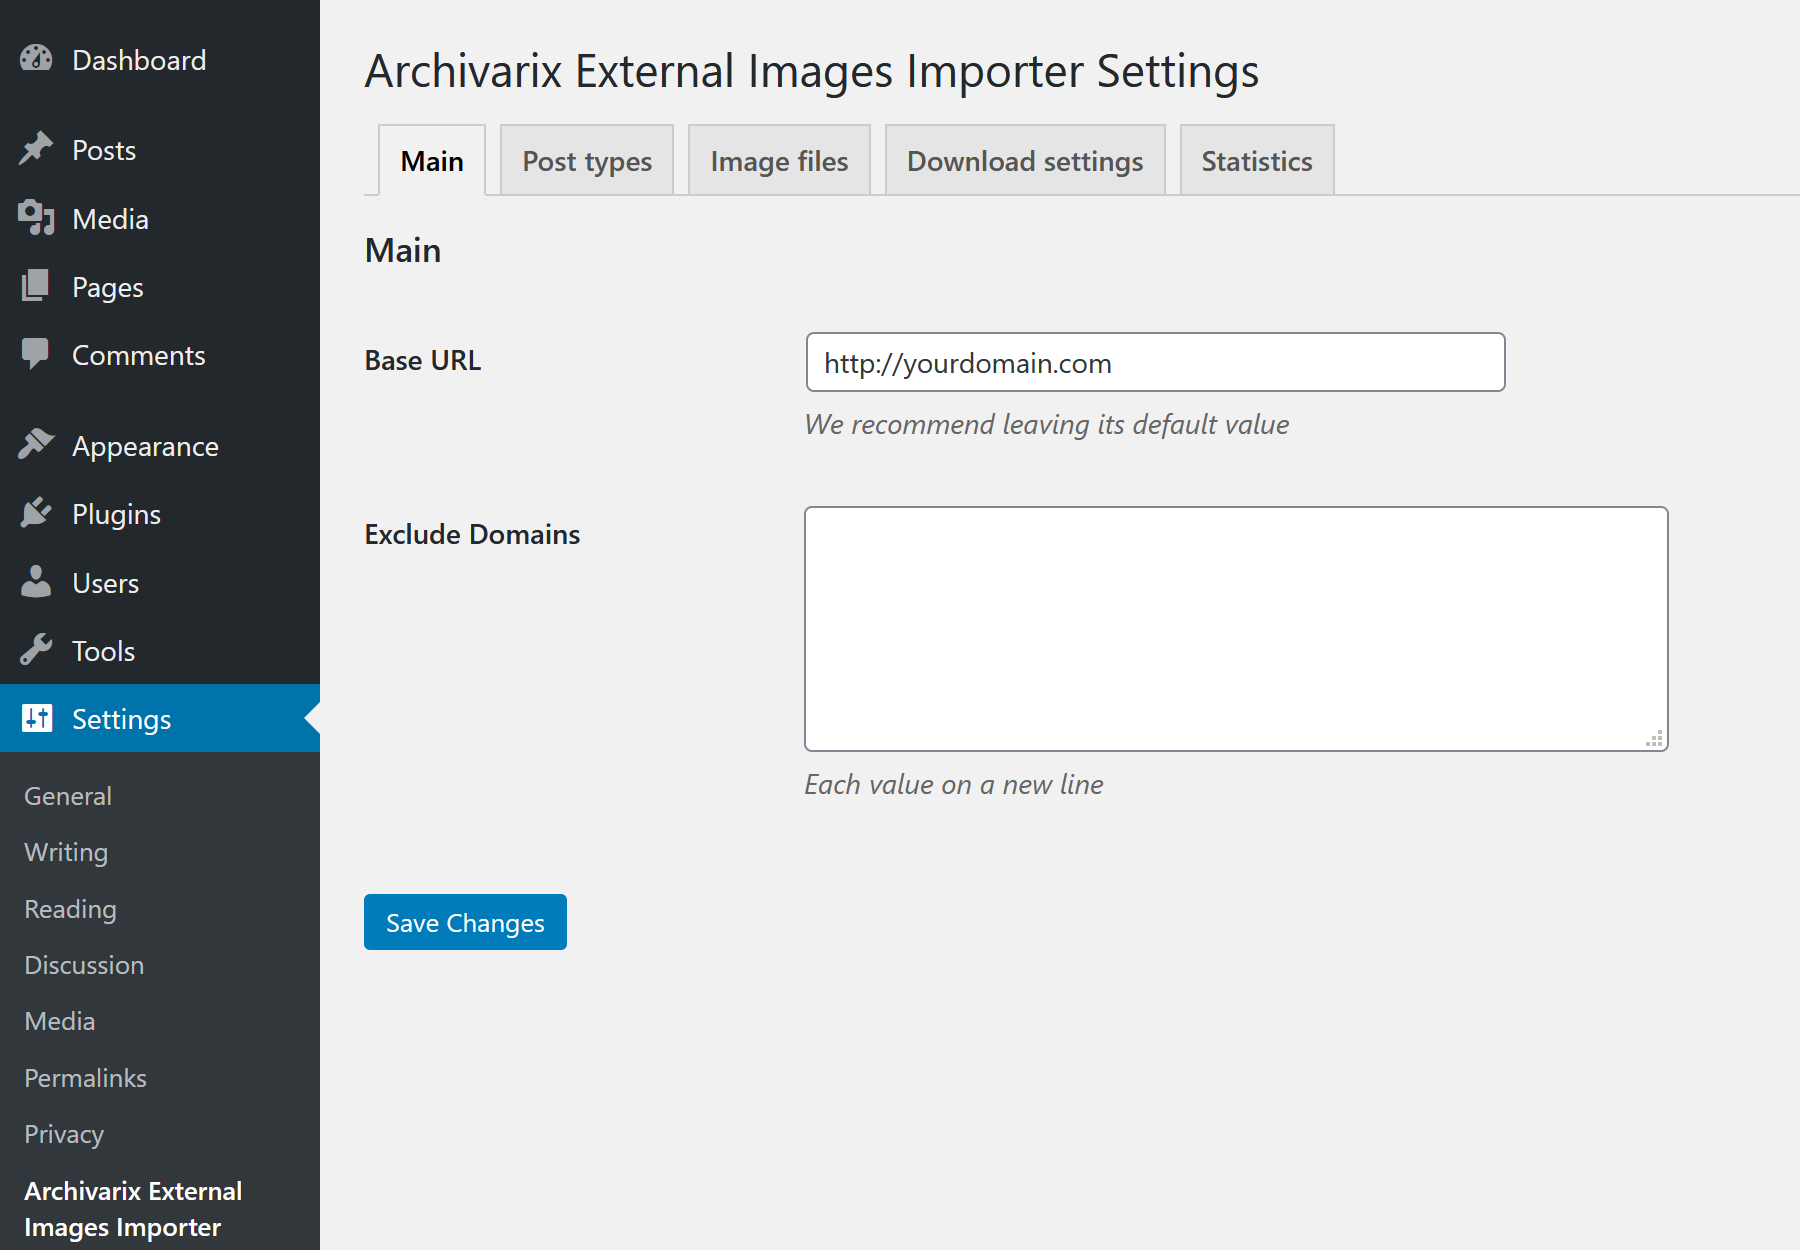 Dashboard
Posts
Media
Pages
Comments
Appearance
Plugins
Users
Tools
Settings
General
Writing
Reading
Discussion
Media
Permalinks
Privacy
Archivarix External
Images Importer
Archivarix External Images Importer Settings
Main
Post types
Image files
Download settings
Statistics
Main
Base URL
http://yourdomain.com
We recommend leaving its default value
Exclude Domains
Each value on a new line
Save Changes